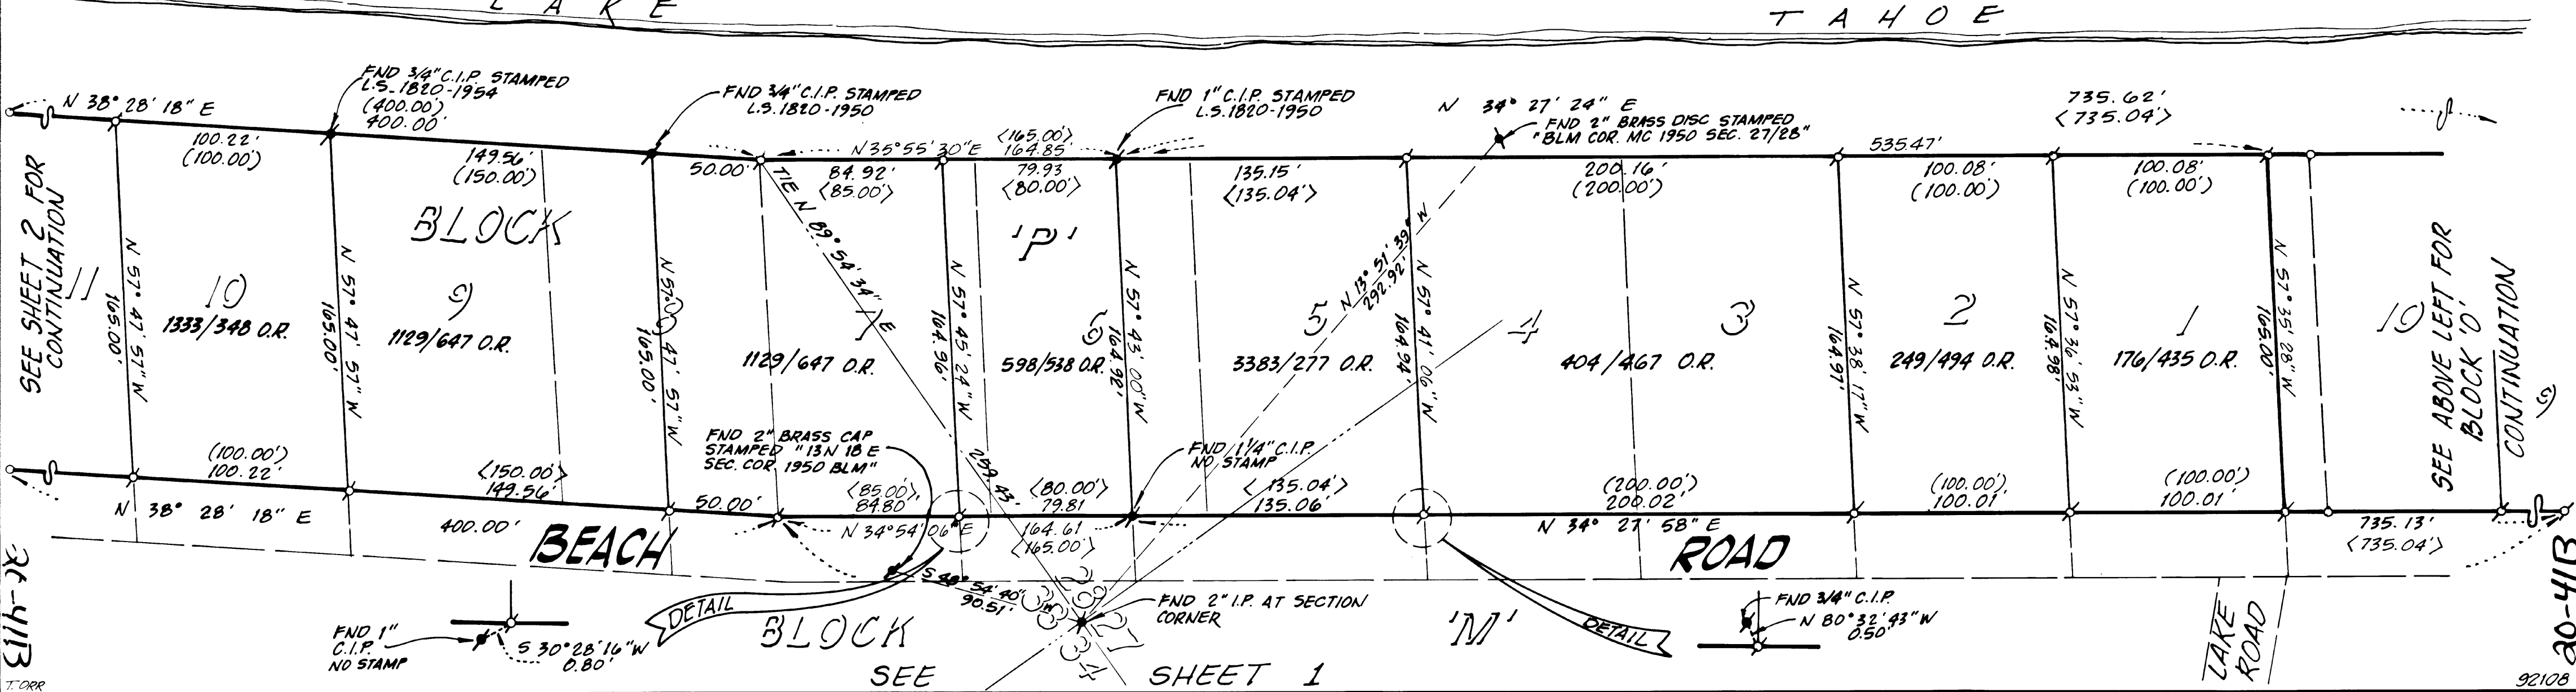 LAKE
TAHOE
N 38° 28' 18" E
FND 3/4" C.I.P. STAMPED
L.S. 1820-1954
(400.00')
400.00'
FND 3/4" C.I.P. STAMPED
L.S. 1820-1950
FND 1" C.I.P. STAMPED
L.S. 1820-1950
N 34° 27' 24" E
FND 2" BRASS DISC STAMPED
"BLM COR. MC 1950 SEC. 27/28"
735.62'
<735.04'>
535.47'
100.22'
(100.00')
149.56'
(150.00')
50.00'
N 35° 55' 30" E
<165.00'>
164.85'
84.92'
<85.00'>
79.93
<80.00'>
135.15'
<135.04'>
200.16'
(200.00')
100.08'
(100.00')
100.08'
(100.00')
SEE SHEET 2 FOR
CONTINUATION
BLOCK
'P'
TIE N 89° 54' 34" E
259.43'
N 13° 51' 39" W
292.92'
11
N 57° 47' 57" W
165.00'
10
1333/348 O.R.
N 57° 47' 57" W
165.00'
9
1129/647 O.R.
N 57° 47' 57" W
165.00'
1129/647 O.R.
N 57° 45' 24" W
164.96'
6
598/538 O.R.
N 57° 43' 00" W
164.92'
5
3383/277 O.R.
N 57° 41' 06" W
164.94'
4
3
404/467 O.R.
N 57° 38' 17" W
164.97'
2
249/494 O.R.
N 57° 36' 53" W
164.98'
1
176/435 O.R.
N 57° 35' 28" W
165.00'
10
SEE ABOVE LEFT FOR
BLOCK 'O'
CONTINUATION
9
FND 2" BRASS CAP
STAMPED "13N 18E
SEC. COR. 1950 BLM"
FND 1 1/4" C.I.P.
NO STAMP
(100.00')
100.22'
<150.00'>
149.56'
50.00'
<85.00'>
84.80'
<80.00'>
79.81
<135.04'>
135.06'
(200.00')
200.02'
(100.00')
100.01'
(100.00')
100.01'
N 38° 28' 18" E
400.00'
N 34° 54' 06" E
164.61
<165.00'>
N 34° 27' 58" E
735.13'
<735.04'>
BEACH
ROAD
S 48° 54' 40" W
90.51'
28
27
33
34
FND 2" I.P. AT SECTION
CORNER
DETAIL
DETAIL
FND 1"
C.I.P.
NO STAMP
S 30° 28' 16" W
0.80'
FND 3/4" C.I.P.
N 80° 32' 43" W
0.50'
BLOCK
'M'
SEE
SHEET 1
LAKE
ROAD
20-41B
T. ORR
92108